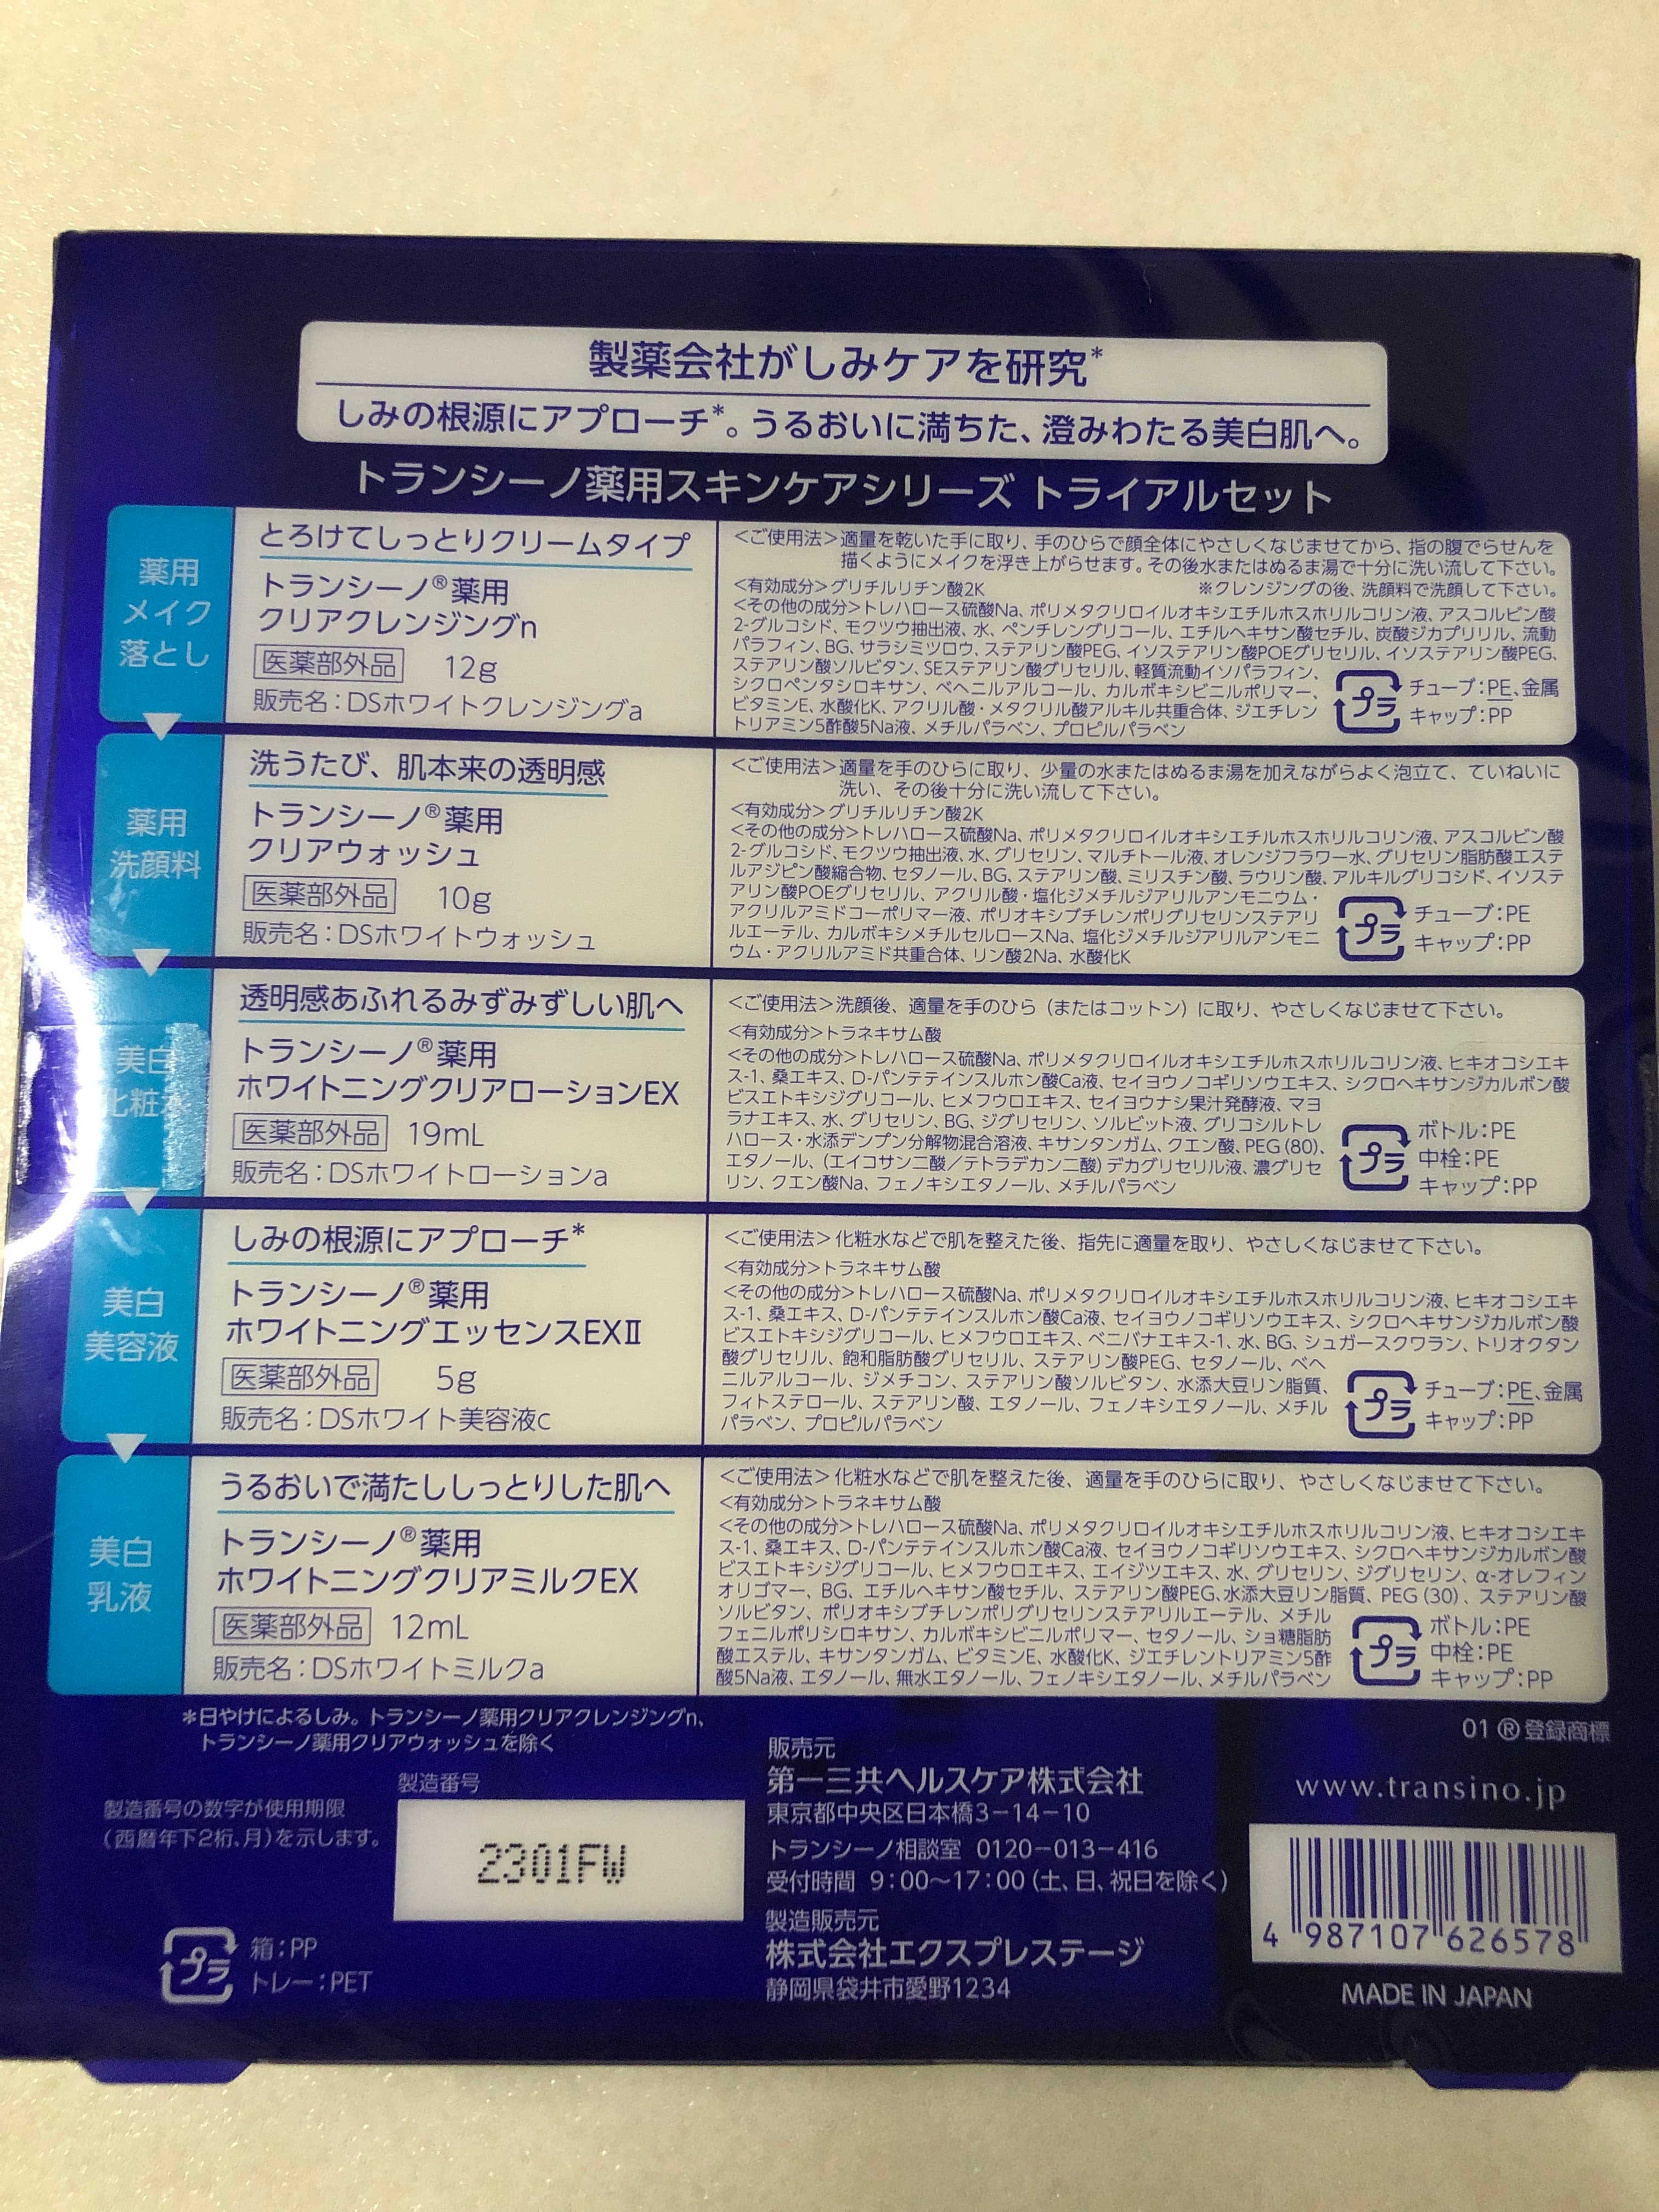 製薬会社がしみケアを研究*
しみの根源にアプローチ*。うるおいに満ちた、澄みわたる美白肌へ。
トランシーノ薬用スキンケアシリーズ トライアルセット
薬用
メイク
落とし
とろけてしっとりクリームタイプ
トランシーノ®薬用
クリアクレンジングn
医薬部外品 12g
販売名：DSホワイトクレンジングa
＜ご使用法＞適量を乾いた手に取り、手のひらで顔全体にやさしくなじませてから、指の腹でらせんを
描くようにメイクを浮き上がらせます。その後水またはぬるま湯で十分に洗い流して下さい。
＜有効成分＞グリチルリチン酸2K ※クレンジングの後、洗顔料で洗顔して下さい。
＜その他の成分＞トレハロース硫酸Na、ポリメタクリロイルオキシエチルホスホリルコリン液、アスコルビン酸
2-グルコシド、モクツウ抽出液、水、ペンチレングリコール、エチルヘキサン酸セチル、炭酸ジカプリリル、流動
パラフィン、BG、サラシミツロウ、ステアリン酸PEG、イソステアリン酸POEグリセリル、イソステアリン酸PEG、
ステアリン酸ソルビタン、SEステアリン酸グリセリル、軽質流動イソパラフィン、
シクロペンタシロキサン、ベヘニルアルコール、カルボキシビニルポリマー、
ビタミンE、水酸化K、アクリル酸・メタクリル酸アルキル共重合体、ジエチレン
トリアミン5酢酸5Na液、メチルパラベン、プロピルパラベン
プラ
チューブ：PE、金属
キャップ：PP
薬用
洗顔料
洗うたび、肌本来の透明感
トランシーノ®薬用
クリアウォッシュ
医薬部外品 10g
販売名：DSホワイトウォッシュ
＜ご使用法＞適量を手のひらに取り、少量の水またはぬるま湯を加えながらよく泡立て、ていねいに
洗い、その後十分に洗い流して下さい。
＜有効成分＞グリチルリチン酸2K
＜その他の成分＞トレハロース硫酸Na、ポリメタクリロイルオキシエチルホスホリルコリン液、アスコルビン酸
2-グルコシド、モクツウ抽出液、水、グリセリン、マルチトール液、オレンジフラワー水、グリセリン脂肪酸エステ
ルアジピン酸縮合物、セタノール、BG、ステアリン酸、ミリスチン酸、ラウリン酸、アルキルグリコシド、イソステ
アリン酸POEグリセリル、アクリル酸・塩化ジメチルジアリルアンモニウム・
アクリルアミドコーポリマー液、ポリオキシブチレンポリグリセリンステアリ
ルエーテル、カルボキシメチルセルロースNa、塩化ジメチルジアリルアンモニ
ウム・アクリルアミド共重合体、リン酸2Na、水酸化K
プラ
チューブ：PE
キャップ：PP
美白
化粧水
透明感あふれるみずみずしい肌へ
トランシーノ®薬用
ホワイトニングクリアローションEX
医薬部外品 19mL
販売名：DSホワイトローションa
＜ご使用法＞洗顔後、適量を手のひら（またはコットン）に取り、やさしくなじませて下さい。
＜有効成分＞トラネキサム酸
＜その他の成分＞トレハロース硫酸Na、ポリメタクリロイルオキシエチルホスホリルコリン液、ヒキオコシエキ
ス-1、桑エキス、D-パンテテインスルホン酸Ca液、セイヨウノコギリソウエキス、シクロヘキサンジカルボン酸
ビスエトキシジグリコール、ヒメフウロエキス、セイヨウナシ果汁発酵液、マヨ
ラナエキス、水、グリセリン、BG、ジグリセリン、ソルビット液、グリコシルトレ
ハロース・水添デンプン分解物混合溶液、キサンタンガム、クエン酸、PEG（80）、
エタノール、（エイコサン二酸／テトラデカン二酸）デカグリセリル液、濃グリセ
リン、クエン酸Na、フェノキシエタノール、メチルパラベン
プラ
ボトル：PE
中栓：PE
キャップ：PP
美白
美容液
しみの根源にアプローチ*
トランシーノ®薬用
ホワイトニングエッセンスEXⅡ
医薬部外品 5g
販売名：DSホワイト美容液c
＜ご使用法＞化粧水などで肌を整えた後、指先に適量を取り、やさしくなじませて下さい。
＜有効成分＞トラネキサム酸
＜その他の成分＞トレハロース硫酸Na、ポリメタクリロイルオキシエチルホスホリルコリン液、ヒキオコシエキ
ス-1、桑エキス、D-パンテテインスルホン酸Ca液、セイヨウノコギリソウエキス、シクロヘキサンジカルボン酸
ビスエトキシジグリコール、ヒメフウロエキス、ベニバナエキス-1、水、BG、シュガースクワラン、トリオクタン
酸グリセリル、飽和脂肪酸グリセリル、ステアリン酸PEG、セタノール、ベヘ
ニルアルコール、ジメチコン、ステアリン酸ソルビタン、水添大豆リン脂質、
フィトステロール、ステアリン酸、エタノール、フェノキシエタノール、メチル
パラベン、プロピルパラベン
プラ
チューブ：PE、金属
キャップ：PP
美白
乳液
うるおいで満たししっとりした肌へ
トランシーノ®薬用
ホワイトニングクリアミルクEX
医薬部外品 12mL
販売名：DSホワイトミルクa
＜ご使用法＞化粧水などで肌を整えた後、適量を手のひらに取り、やさしくなじませて下さい。
＜有効成分＞トラネキサム酸
＜その他の成分＞トレハロース硫酸Na、ポリメタクリロイルオキシエチルホスホリルコリン液、ヒキオコシエキ
ス-1、桑エキス、D-パンテテインスルホン酸Ca液、セイヨウノコギリソウエキス、シクロヘキサンジカルボン酸
ビスエトキシジグリコール、ヒメフウロエキス、エイジツエキス、水、グリセリン、ジグリセリン、α-オレフィン
オリゴマー、BG、エチルヘキサン酸セチル、ステアリン酸PEG、水添大豆リン脂質、PEG（30）、ステアリン酸
ソルビタン、ポリオキシブチレンポリグリセリンステアリルエーテル、メチル
フェニルポリシロキサン、カルボキシビニルポリマー、セタノール、ショ糖脂肪
酸エステル、キサンタンガム、ビタミンE、水酸化K、ジエチレントリアミン5酢
酸5Na液、エタノール、無水エタノール、フェノキシエタノール、メチルパラベン
プラ
ボトル：PE
中栓：PE
キャップ：PP
＊日やけによるしみ。トランシーノ薬用クリアクレンジングn、
トランシーノ薬用クリアウォッシュを除く
01 ®登録商標
製造番号の数字が使用期限
（西暦年下2桁、月）を示します。
製造番号
2301FW
プラ
箱：PP
トレー：PET
販売元
第一三共ヘルスケア株式会社
東京都中央区日本橋3－14－10
トランシーノ相談室 0120－013－416
受付時間 9：00～17：00（土、日、祝日を除く）
製造販売元
株式会社エクスプレステージ
静岡県袋井市愛野1234
www.transino.jp
4 987107 626578
MADE IN JAPAN